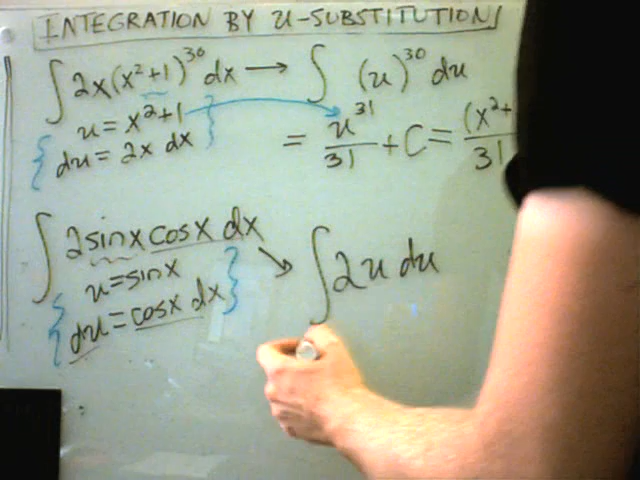 INTEGRATION BY U-SUBSTITUTION
∫ 2x(x²+1)³⁰ dx → ∫ (u)³⁰ du
u = x²+1
du = 2x dx
= u³¹/31 + C = (x²+ 31
∫ 2sinx cosx dx
u = sinx
du = cosx dx
→ ∫ 2u du